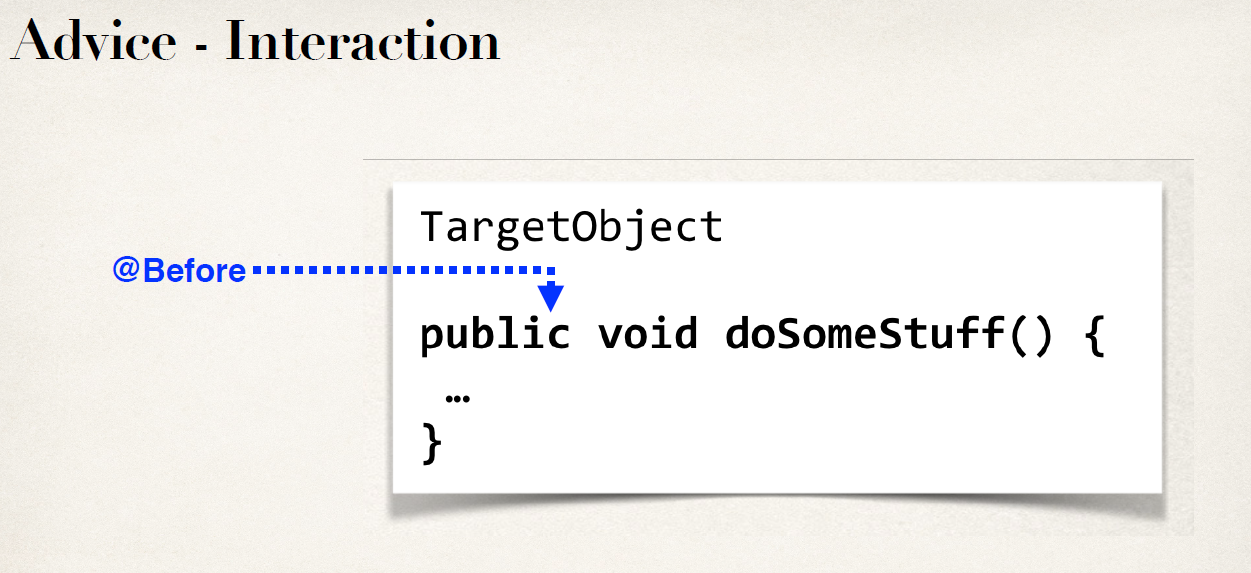 Advice - Interaction
TargetObject
@Before
public void doSomeStuff() {
…
}